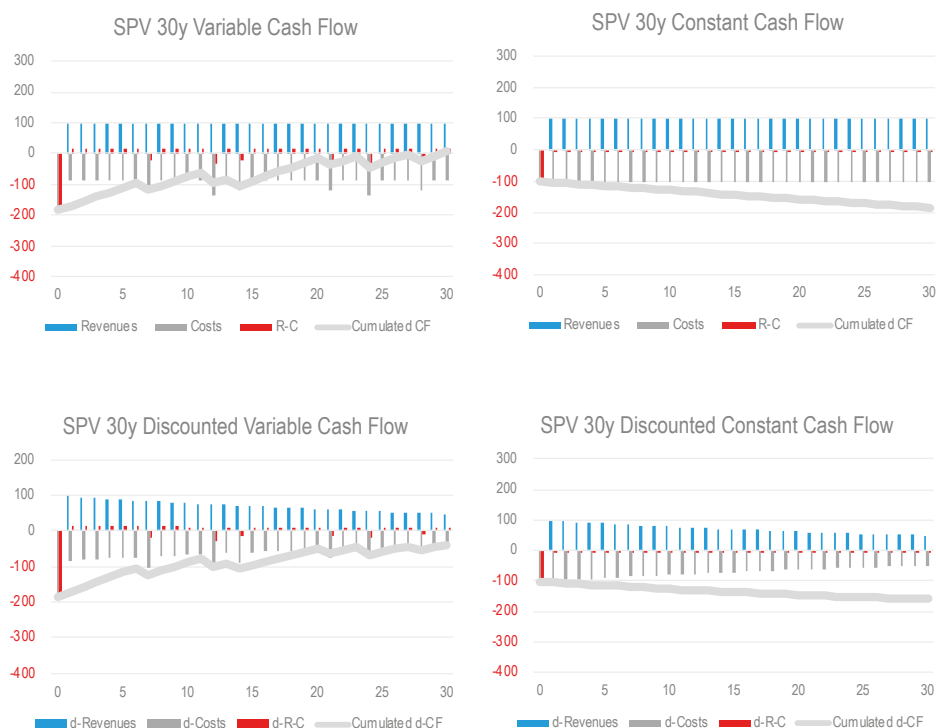 SPV 30y Variable Cash Flow
300
200
100
0
-100
-200
-300
-400
0 5 10 15 20 25 30
Revenues Costs R-C Cumulated CF
SPV 30y Constant Cash Flow
300
200
100
0
-100
-200
-300
-400
0 5 10 15 20 25 30
Revenues Costs R-C Cumulated CF
SPV 30y Discounted Variable Cash Flow
200
100
0
-100
-200
-300
-400
0 5 10 15 20 25 30
d-Revenues d-Costs d-R-C Cumulated d-CF
SPV 30y Discounted Constant Cash Flow
300
200
100
0
-100
-200
-300
-400
0 5 10 15 20 25 30
d-Revenues d-Costs d-R-C Cumulated d-CF